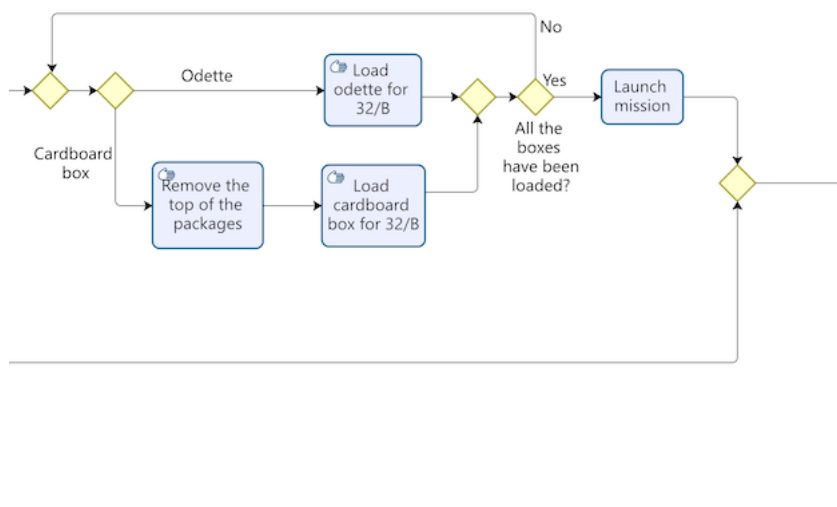 No
Odette
Load
odette for
32/B
Yes
Launch
mission
All the
boxes
have been
loaded?
Cardboard
box
Remove the
top of the
packages
Load
cardboard
box for 32/B